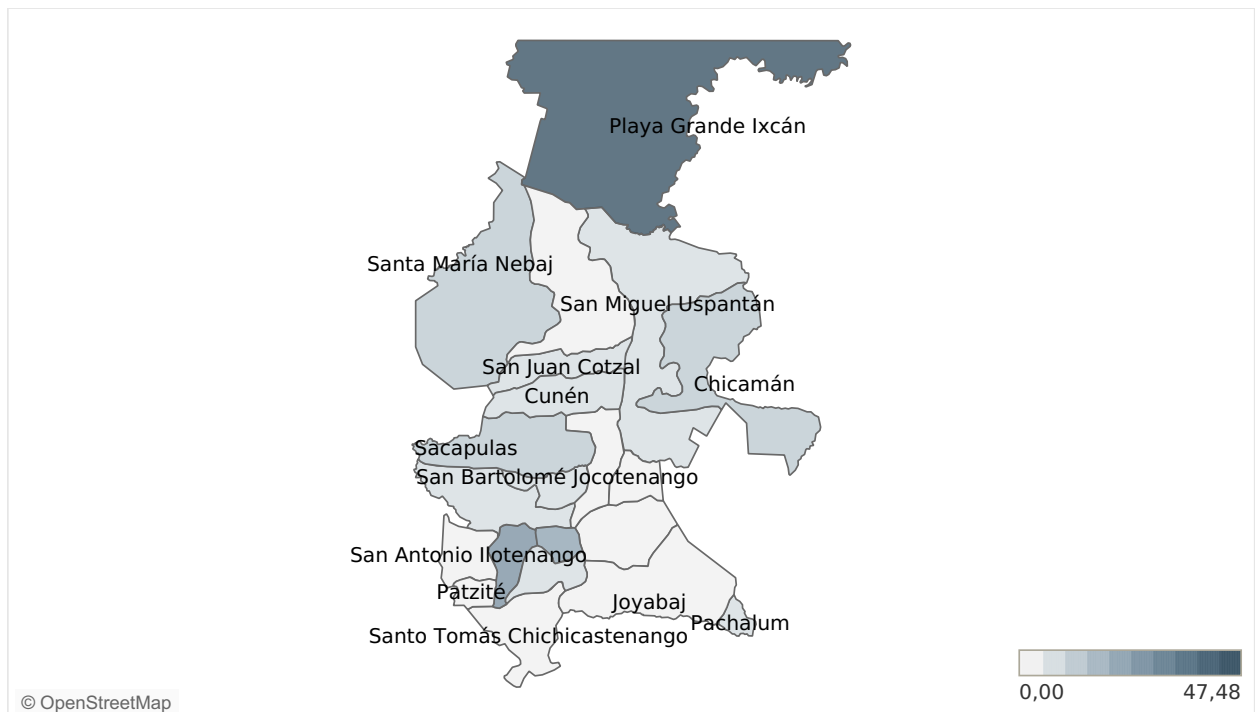 Playa Grande Ixcán
Santa María Nebaj
San Miguel Uspantán
San Juan Cotzal
Chicamán
Cunén
Sacapulas
San Bartolomé Jocotenango
San Antonio Ilotenango
Patzité
Joyabaj
Pachalum
Santo Tomás Chichicastenango
0,00 47,48
© OpenStreetMap